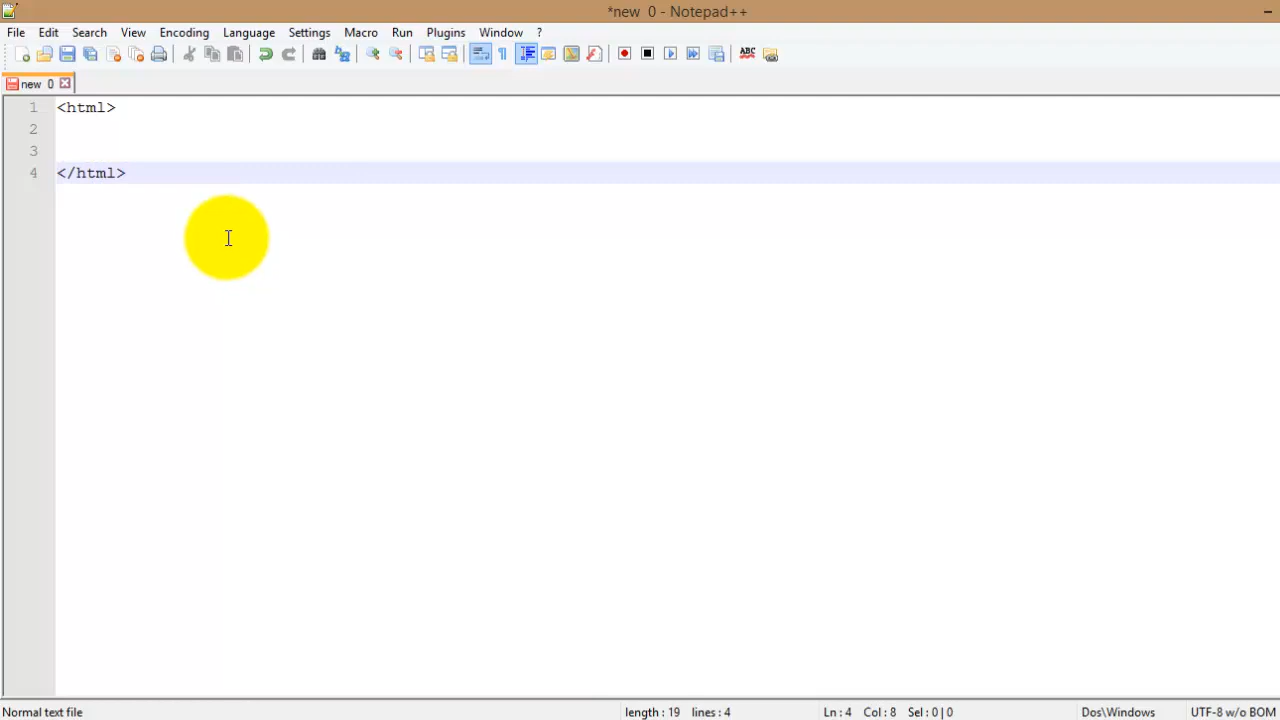 *new  0 - Notepad++
File Edit Search View Encoding Language Settings Macro Run Plugins Window ?
ABC
new  0
1 <html>
2
3
4 </html>
Normal text file length : 19 lines : 4 Ln : 4 Col : 8 Sel : 0 | 0 Dos\Windows UTF-8 w/o BOM